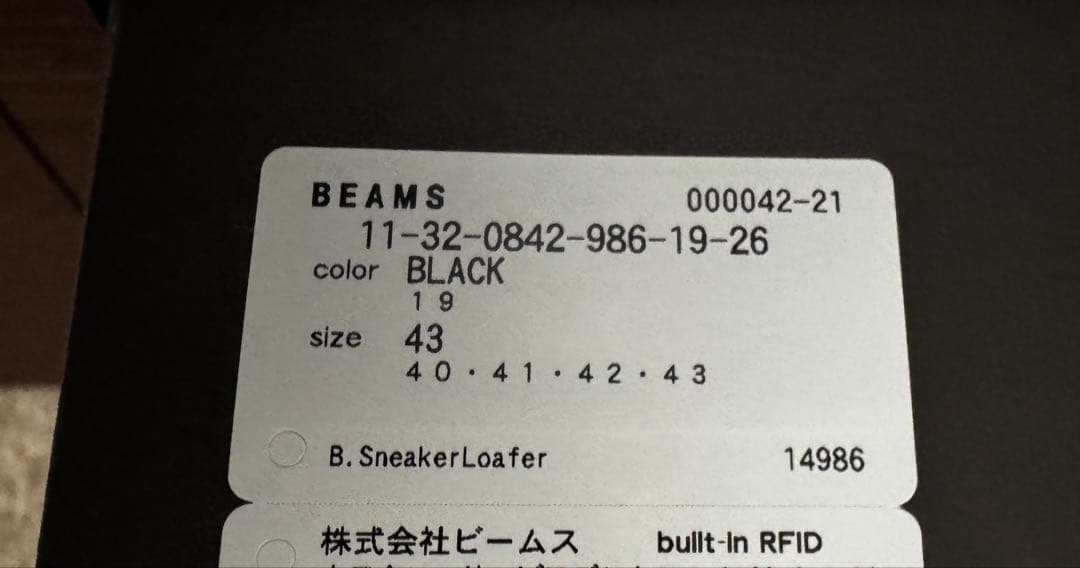 BEAMS 000042-21
11-32-0842-986-19-26
color BLACK
19
size 43
40・41・42・43
B.SneakerLoafer 14986
株式会社ビームス built-in RFID